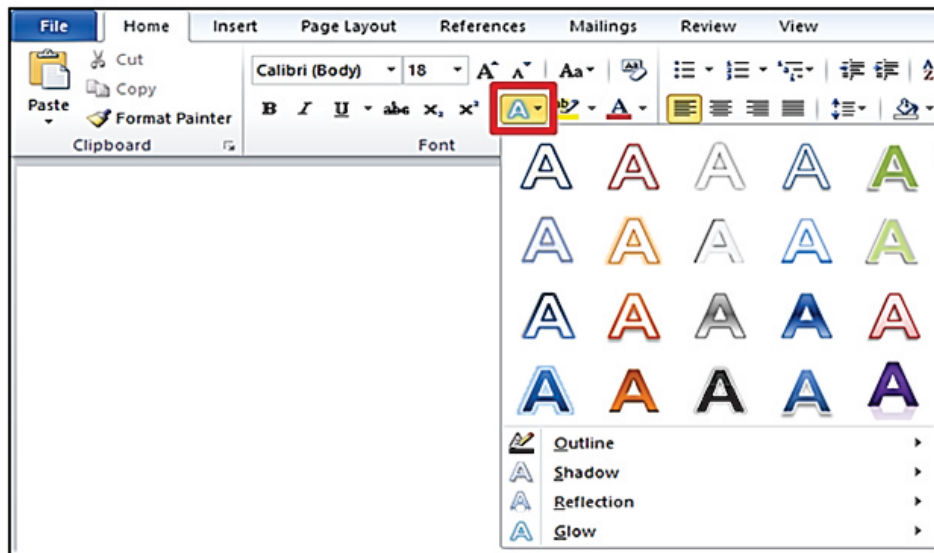 File Home Insert Page Layout References Mailings Review View
Cut
Copy
Paste
Format Painter
Clipboard
Calibri (Body) 18 A A Aa
B I U abc x₂ x² A ab A
Font
A A A A A
A A A A A
A A A A A
A A A A A
Outline
Shadow
Reflection
Glow